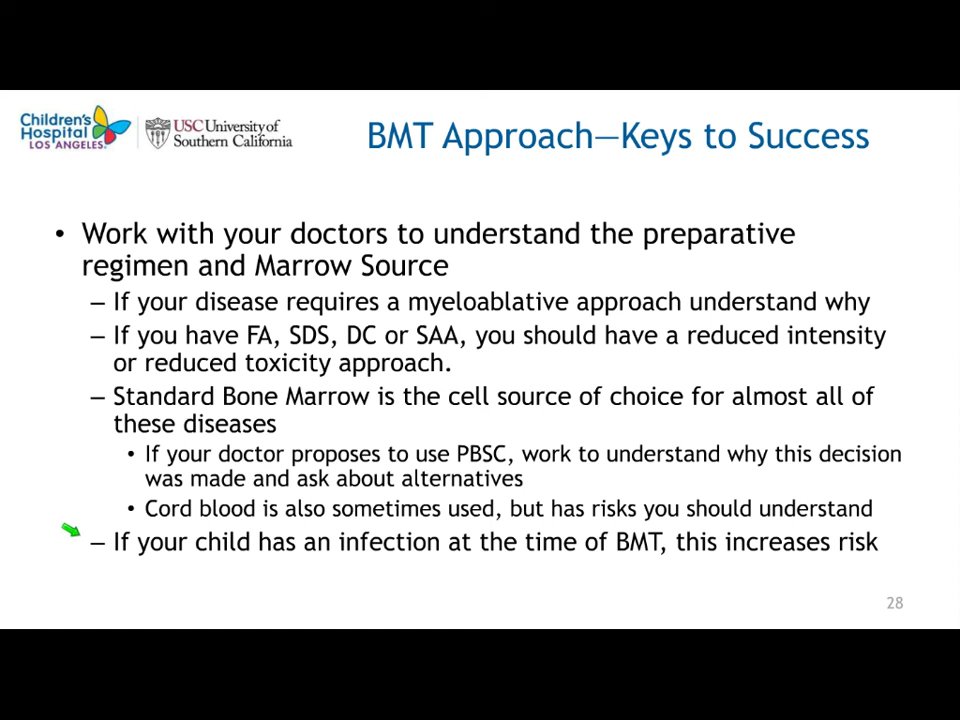 Children's
Hospital
LOS ANGELES
USC University of
Southern California
BMT Approach—Keys to Success
• Work with your doctors to understand the preparative
regimen and Marrow Source
– If your disease requires a myeloablative approach understand why
– If you have FA, SDS, DC or SAA, you should have a reduced intensity
or reduced toxicity approach.
– Standard Bone Marrow is the cell source of choice for almost all of
these diseases
• If your doctor proposes to use PBSC, work to understand why this decision
was made and ask about alternatives
• Cord blood is also sometimes used, but has risks you should understand
– If your child has an infection at the time of BMT, this increases risk
28